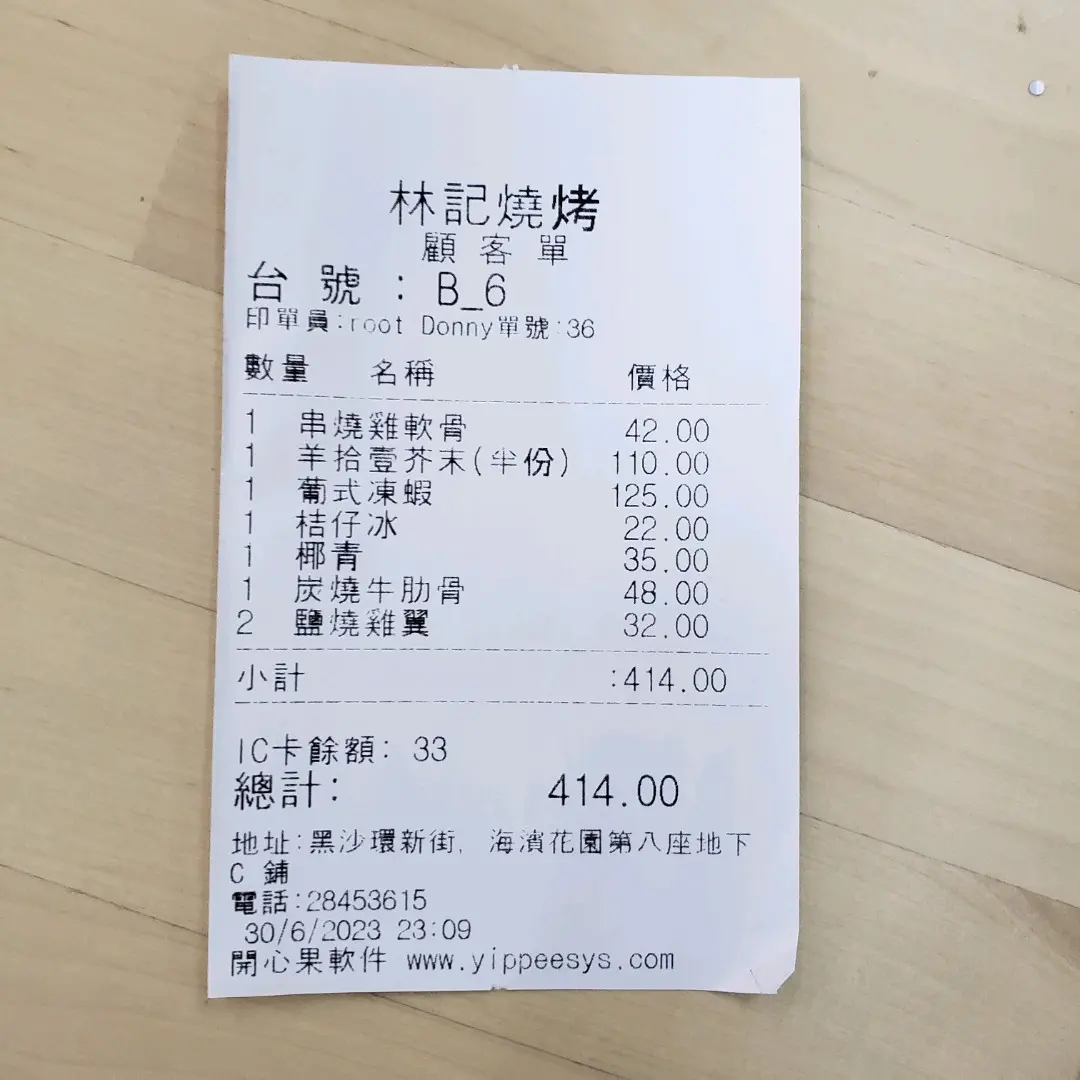 林記燒烤
顧客單
台號：B_6
印單員:root Donny單號:36
數量 名稱 價格
1 串燒雞軟骨 42.00
1 羊拾壹芥末(半份) 110.00
1 葡式凍蝦 125.00
1 桔仔冰 22.00
1 椰青 35.00
1 炭燒牛肋骨 48.00
2 鹽燒雞翼 32.00
小計 :414.00
IC卡餘額: 33
總計: 414.00
地址:黑沙環新街, 海濱花園第八座地下
C 鋪
電話:28453615
30/6/2023 23:09
開心果軟件 www.yippeesys.com